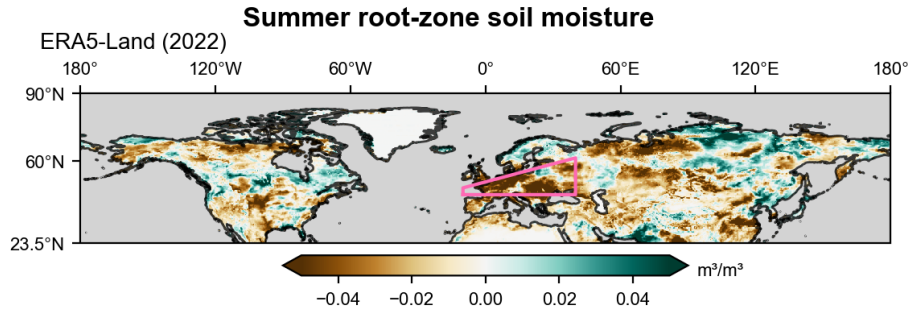 Summer root-zone soil moisture
ERA5-Land (2022)
180° 120°W 60°W 0° 60°E 120°E 180°
90°N
60°N
23.5°N
m³/m³
−0.04 −0.02 0.00 0.02 0.04